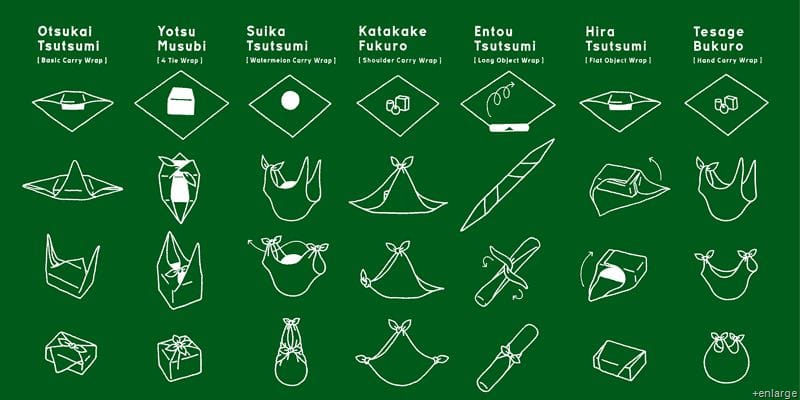 Otsukai
Tsutsumi
[ Basic Carry Wrap ]
Yotsu
Musubi
[ 4 Tie Wrap ]
Suika
Tsutsumi
[ Watermelon Carry Wrap ]
Katakake
Fukuro
[ Shoulder Carry Wrap ]
Entou
Tsutsumi
[ Long Object Wrap ]
Hira
Tsutsumi
[ Flat Object Wrap ]
Tesage
Bukuro
[ Hand Carry Wrap ]
+enlarge